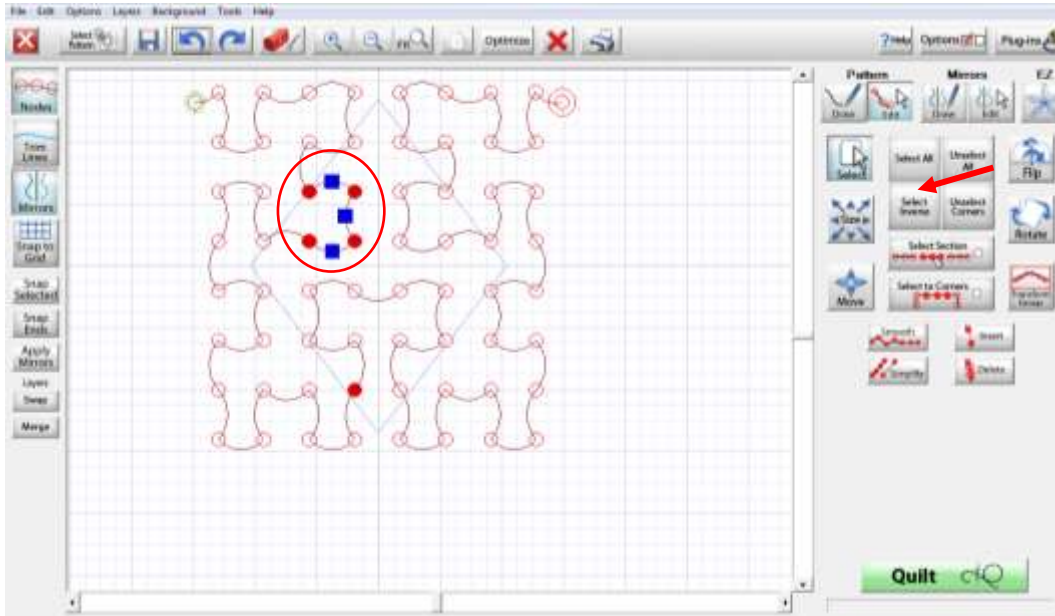 File Edit Options Layers Background Tools Help
Select Pattern
Optimize
? Help Options Plug-ins
Nodes
Trim Lines
Mirrors
Snap to Grid
Snap Selected
Snap Ends
Apply Mirrors
Layers
Swap
Merge
Pattern Mirrors EZ
Draw Edit Draw Edit
Select
Select All
Unselect All
Flip
Size
Select Inverse
Unselect Corners
Rotate
Select Section
Move
Select to Corners
Smooth
Insert
Simplify
Delete
Quilt